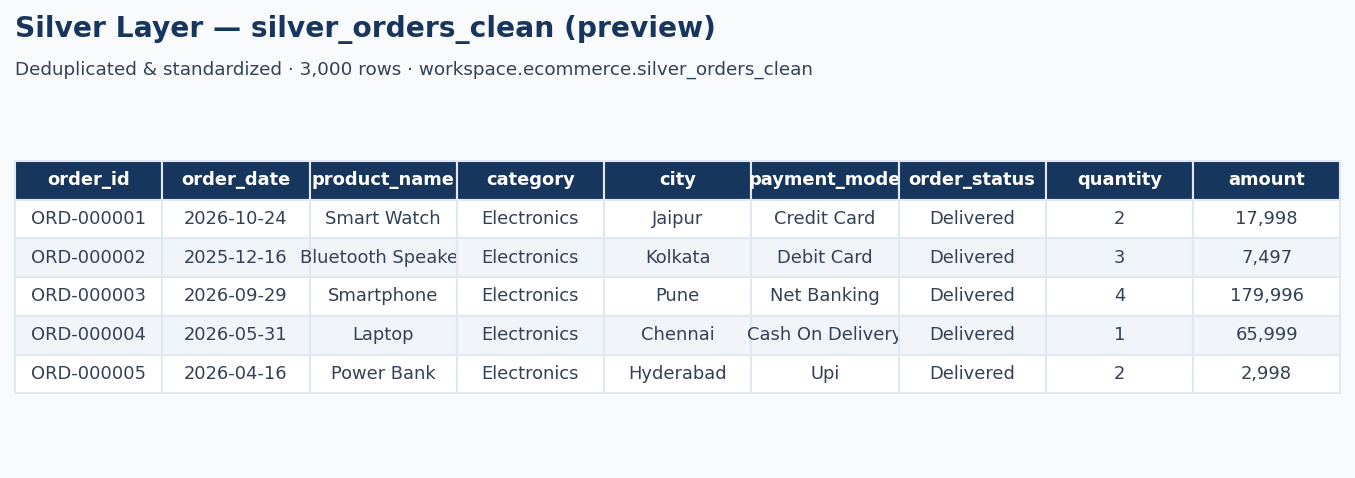 Silver Layer — silver_orders_clean (preview)
Deduplicated & standardized · 3,000 rows · workspace.ecommerce.silver_orders_clean
order_id order_date product_name category city payment_mode order_status quantity amount
ORD-000001 2026-10-24 Smart Watch Electronics Jaipur Credit Card Delivered 2 17,998
ORD-000002 2025-12-16 Bluetooth Speake Electronics Kolkata Debit Card Delivered 3 7,497
ORD-000003 2026-09-29 Smartphone Electronics Pune Net Banking Delivered 4 179,996
ORD-000004 2026-05-31 Laptop Electronics Chennai Cash On Delivery Delivered 1 65,999
ORD-000005 2026-04-16 Power Bank Electronics Hyderabad Upi Delivered 2 2,998